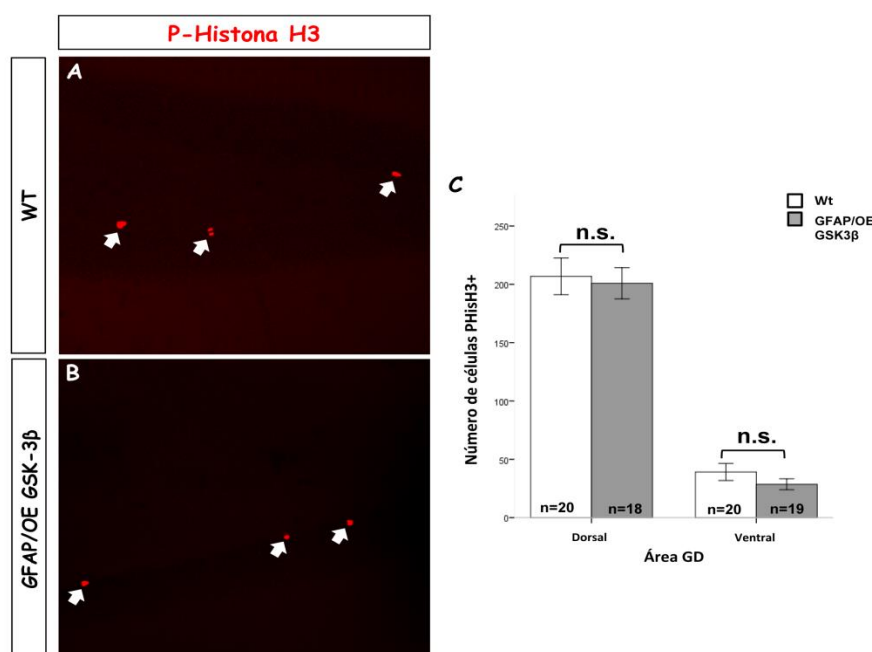 P-Histona H3
WT
A
GFAP/OE GSK-3β
B
C
Wt
GFAP/OE
GSK3β
Número de células PHisH3+
250
200
150
100
50
0
n.s.
n.s.
n=20
n=18
n=20
n=19
Dorsal
Ventral
Área GD